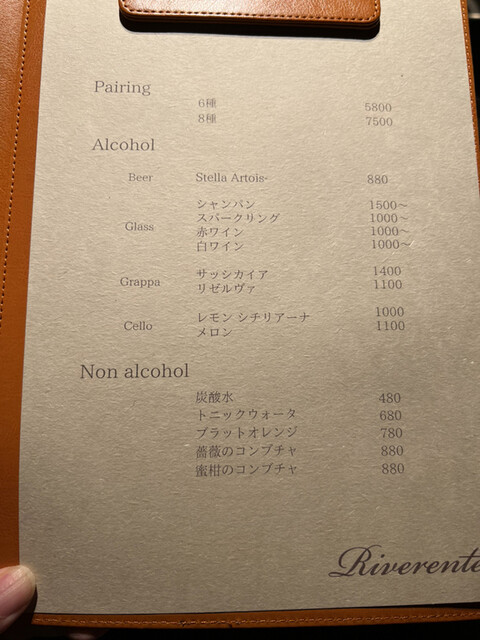 Pairing
6種 5800
8種 7500
Alcohol
Beer Stella Artois 880
Glass
シャンパン 1500〜
スパークリング 1000〜
赤ワイン 1000〜
白ワイン 1000〜
Grappa
サッシカイア 1400
リゼルヴァ 1100
Cello
レモン シチリアーナ 1000
メロン 1100
Non alcohol
炭酸水 480
トニックウォータ 680
ブラットオレンジ 780
薔薇のコンブチャ 880
蜜柑のコンブチャ 880
Riverente